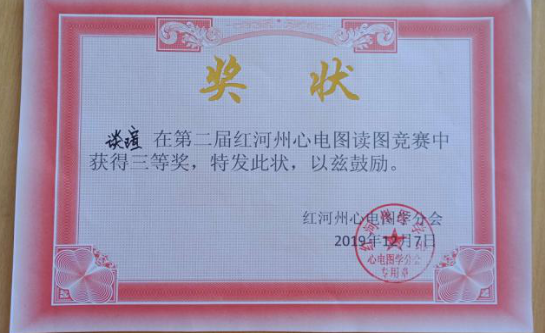 奖状
谈瑄 在第二届红河州心电图读图竞赛中
获得三等奖，特发此状，以兹鼓励。
红河州心电图学分会
2019年12月7日
心电图学分会
专用章